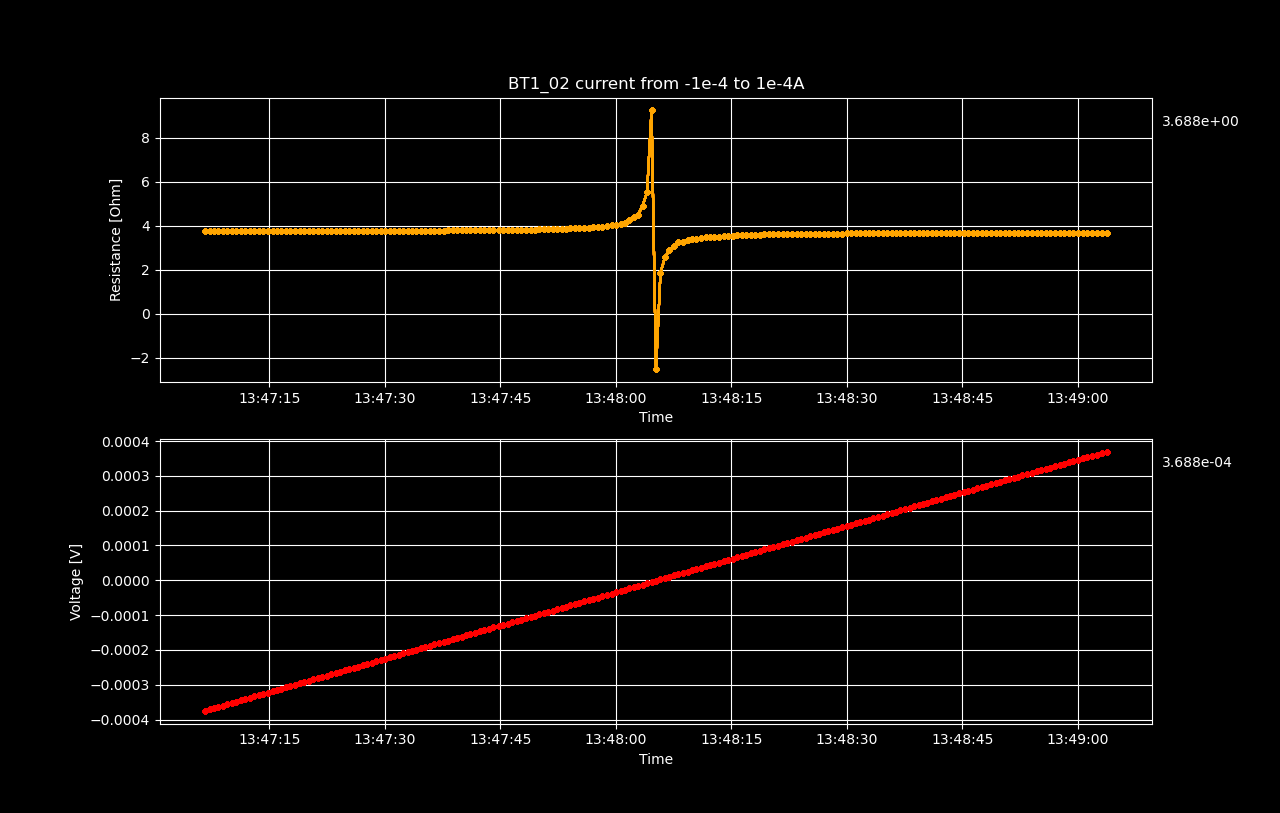 BT1_02 current from -1e-4 to 1e-4A
3.688e+00
Resistance [Ohm]
8
6
4
2
0
−2
13:47:15 13:47:30 13:47:45 13:48:00 13:48:15 13:48:30 13:48:45 13:49:00
Time
3.688e-04
Voltage [V]
0.0004
0.0003
0.0002
0.0001
0.0000
−0.0001
−0.0002
−0.0003
−0.0004
13:47:15 13:47:30 13:47:45 13:48:00 13:48:15 13:48:30 13:48:45 13:49:00
Time